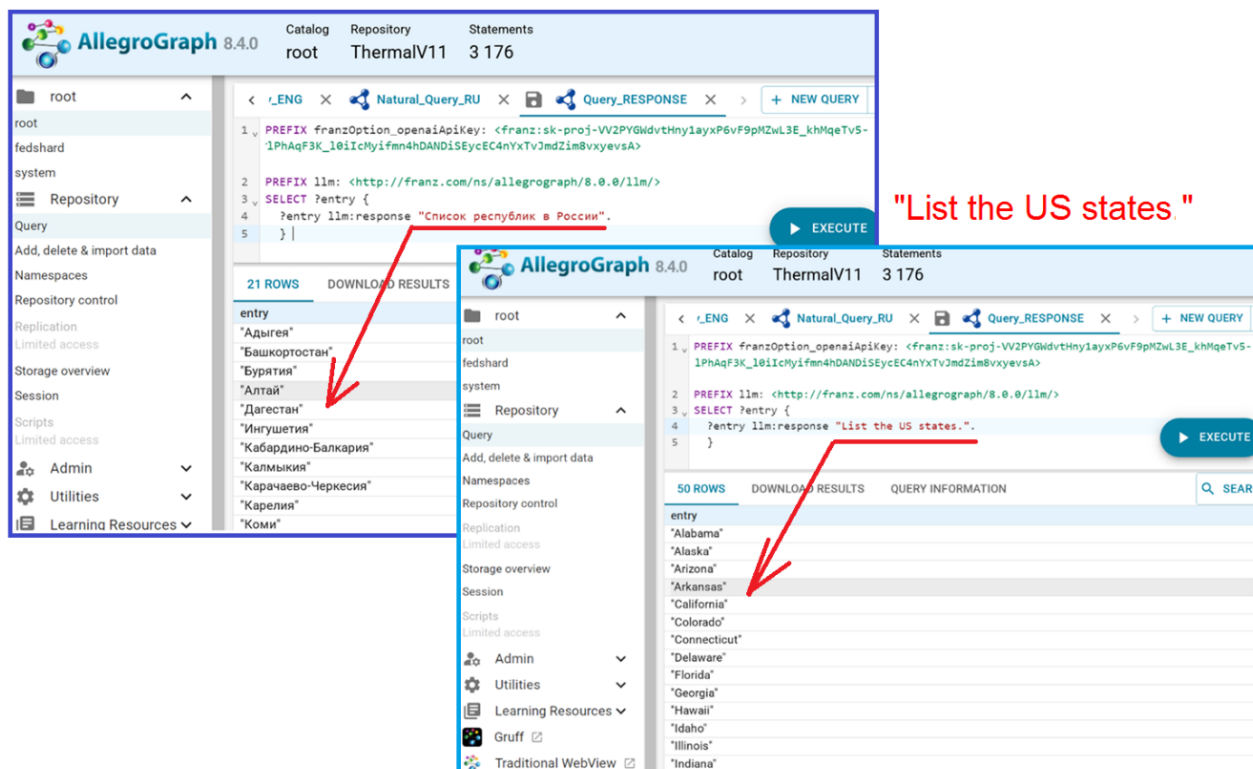 AllegroGraph 8.4.0
Catalog
root
Repository
ThermalV11
Statements
3 176
root
root
fedshard
system
Repository
Query
Add, delete & import data
Namespaces
Repository control
Replication
Limited access
Storage overview
Session
Scripts
Limited access
Admin
Utilities
Learning Resources
_ENG
Natural_Query_RU
Query_RESPONSE
+ NEW QUERY
1 PREFIX franzOption_openaiApiKey:
2 PREFIX llm: <http://franz.com/ns/allegrograph/8.0.0/llm/>
3 SELECT ?entry {
4 ?entry llm:response "Список республик в России".
5 }
EXECUTE
21 ROWS
DOWNLOAD RESULTS
entry
"Адыгея"
"Башкортостан"
"Бурятия"
"Алтай"
"Дагестан"
"Ингушетия"
"Кабардино-Балкария"
"Калмыкия"
"Карачаево-Черкесия"
"Карелия"
"Коми"
"List the US states."
AllegroGraph 8.4.0
Catalog
root
Repository
ThermalV11
Statements
3 176
root
root
fedshard
system
Repository
Query
Add, delete & import data
Namespaces
Repository control
Replication
Limited access
Storage overview
Session
Scripts
Limited access
Admin
Utilities
Learning Resources
Gruff
Traditional WebView
_ENG
Natural_Query_RU
Query_RESPONSE
+ NEW QUERY
1 PREFIX franzOption_openaiApiKey:
2 PREFIX llm: <http://franz.com/ns/allegrograph/8.0.0/llm/>
3 SELECT ?entry {
4 ?entry llm:response "List the US states.".
5 }
EXECUTE
50 ROWS
DOWNLOAD RESULTS
QUERY INFORMATION
SEAR
entry
"Alabama"
"Alaska"
"Arizona"
"Arkansas"
"California"
"Colorado"
"Connecticut"
"Delaware"
"Florida"
"Georgia"
"Hawaii"
"Idaho"
"Illinois"
"Indiana"